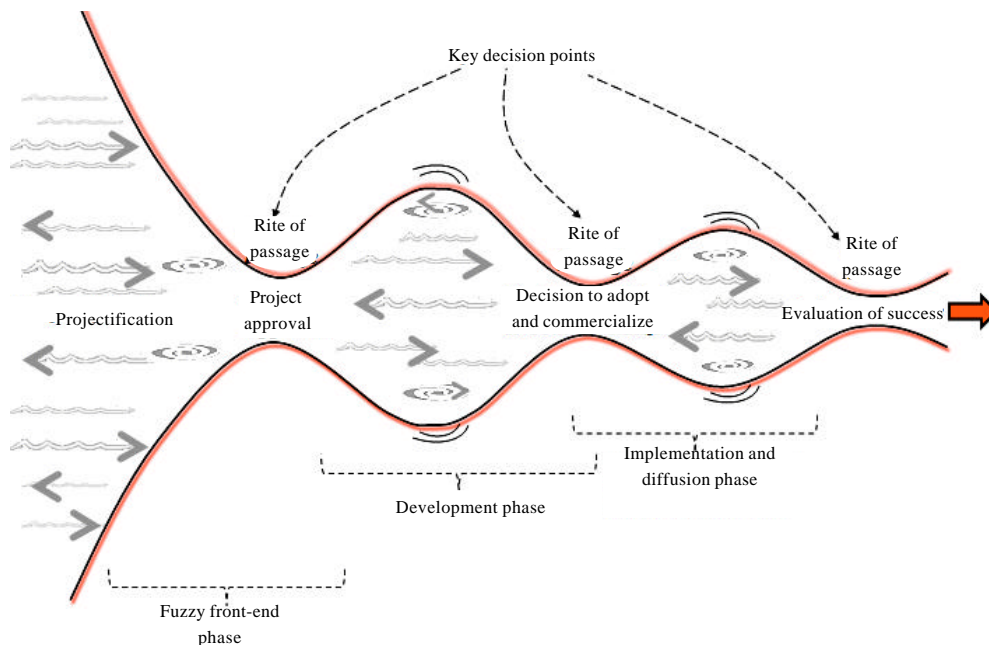 Key decision points
Rite of
passage
Rite of
passage
Rite of
passage
Projectification
Project
approval
Decision to adopt
and commercialize
Evaluation of success
Implementation and
diffusion phase
Development phase
Fuzzy front-end
phase